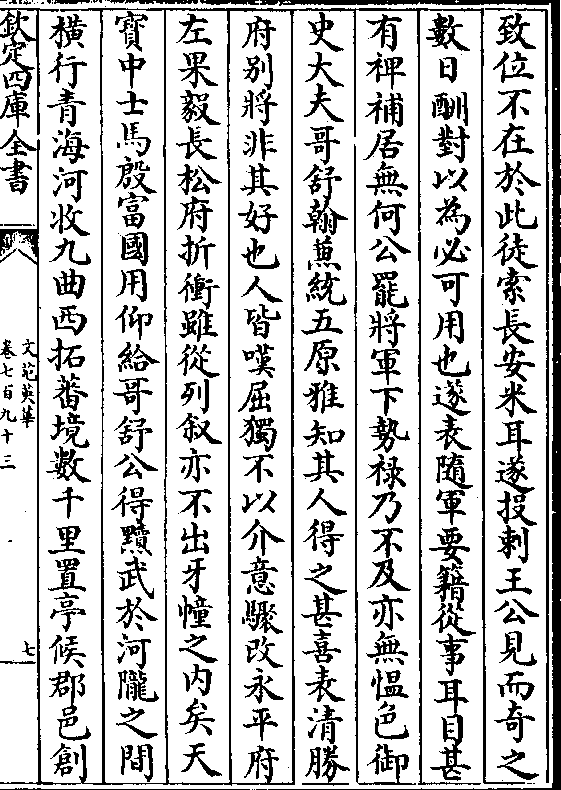 致位不在於此徒索長安米耳遂投刺王公見而奇之
數日酬對以為必可用也遂表隨軍要籍從事耳目甚
有裨補居無何公罷將軍下勢祿乃不及亦無慍色御
史大夫哥舒翰兼統五原雅知其人得之甚喜表清勝
府别將非其好也人皆嘆屈獨不以介意驟改永平府
左果毅長松府折衝雖從列叙亦不出牙幢之内矣天
寳中士馬殷富國用仰給哥舒公得黷武於河隴之間
橫行青海河收九曲西拓蕃境數千里置亭候郡邑創
欽定四庫全書
文苑英華
卷七百九十三
七